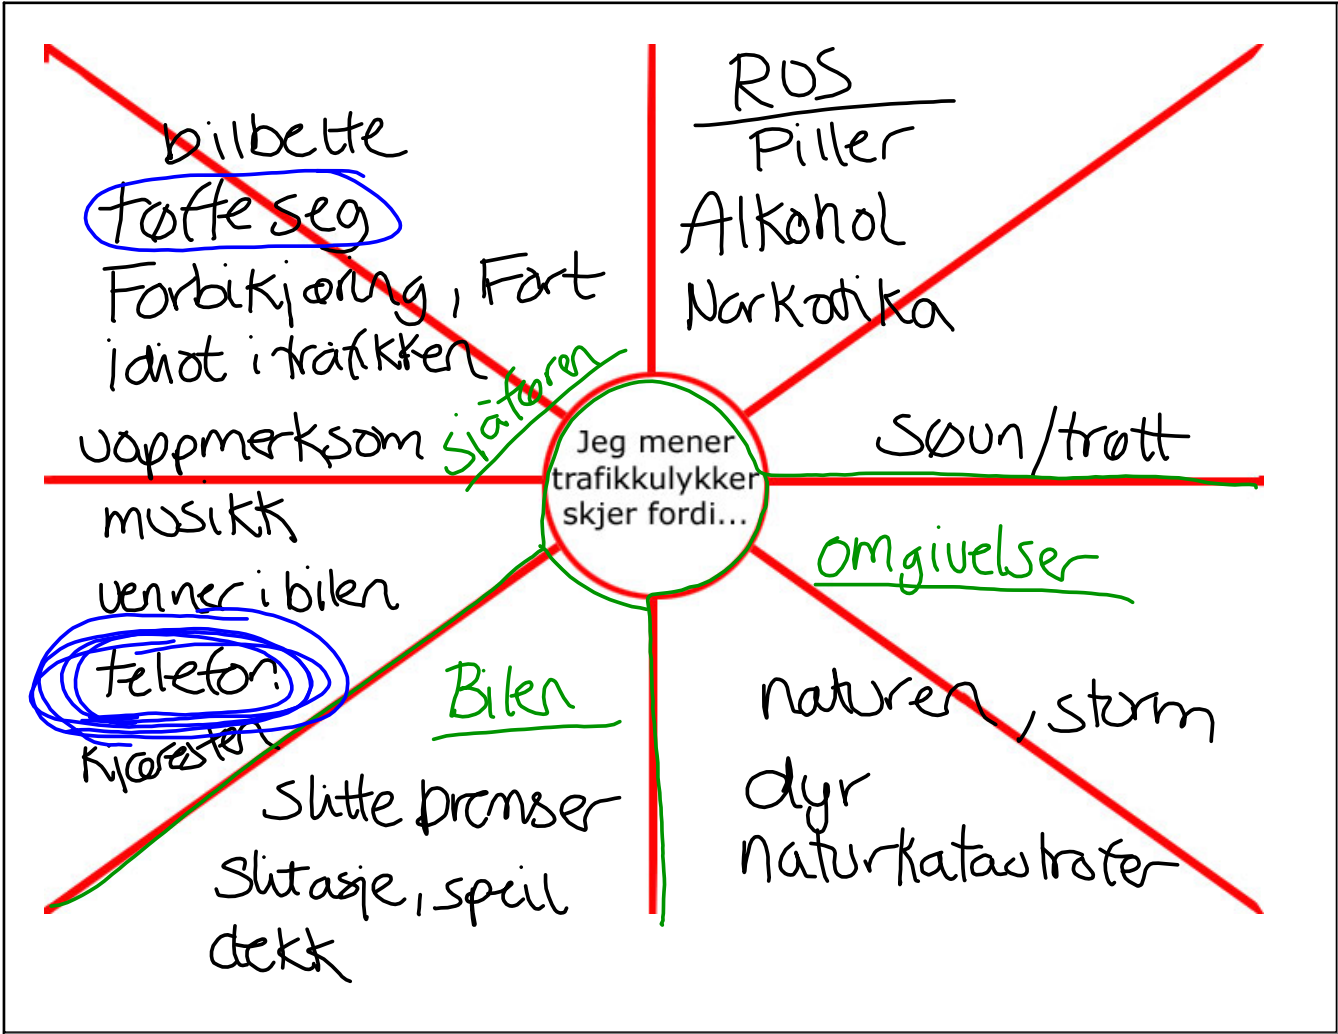 bilbelte
tøffe seg
Forbikjøring, Fart
idiot i trafikken
uoppmerksom
musikk
venner i bilen
telefon
Kjæresten
sjåføren
RUS
Piller
Alkohol
Narkotika
Søvn/trøtt
Jeg mener
trafikkulykker
skjer fordi...
omgivelser
naturen, storm
dyr
naturkatastrofer
Bilen
Slitte bremser
Slitasje, speil
dekk